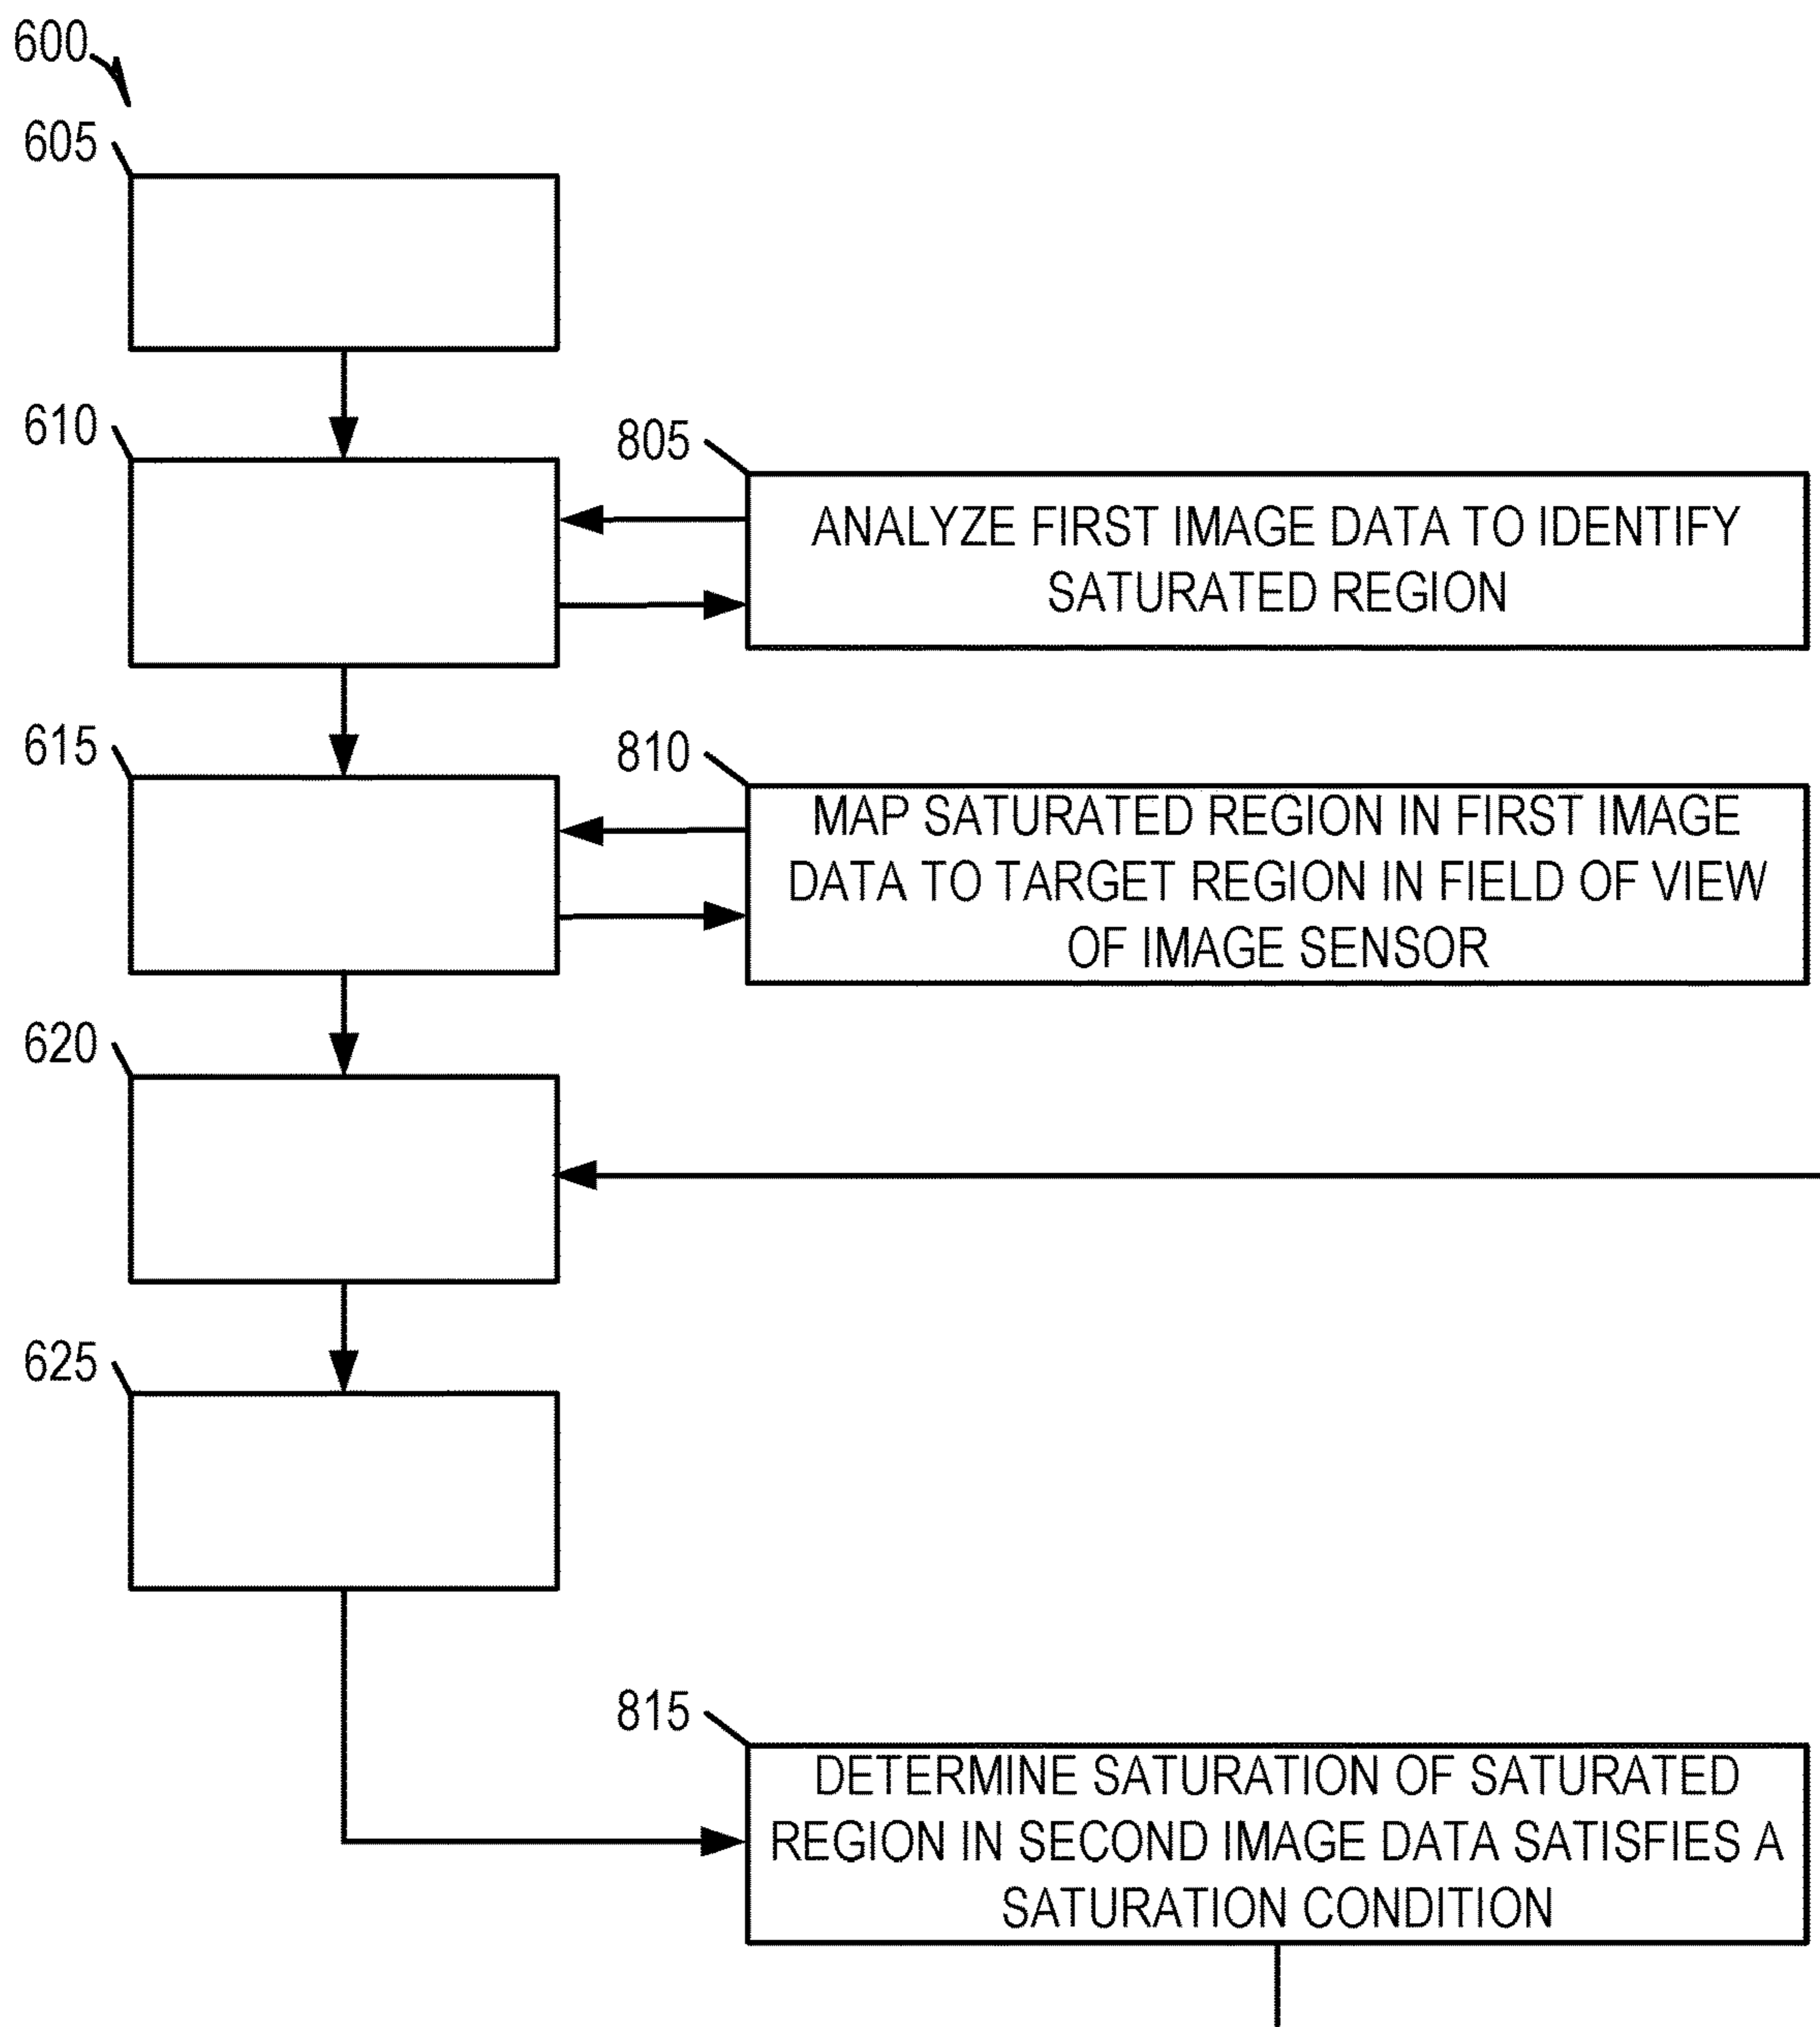 600
605
610
805
ANALYZE FIRST IMAGE DATA TO IDENTIFY
SATURATED REGION
615
810
MAP SATURATED REGION IN FIRST IMAGE
DATA TO TARGET REGION IN FIELD OF VIEW
OF IMAGE SENSOR
620
625
815
DETERMINE SATURATION OF SATURATED
REGION IN SECOND IMAGE DATA SATISFIES A
SATURATION CONDITION